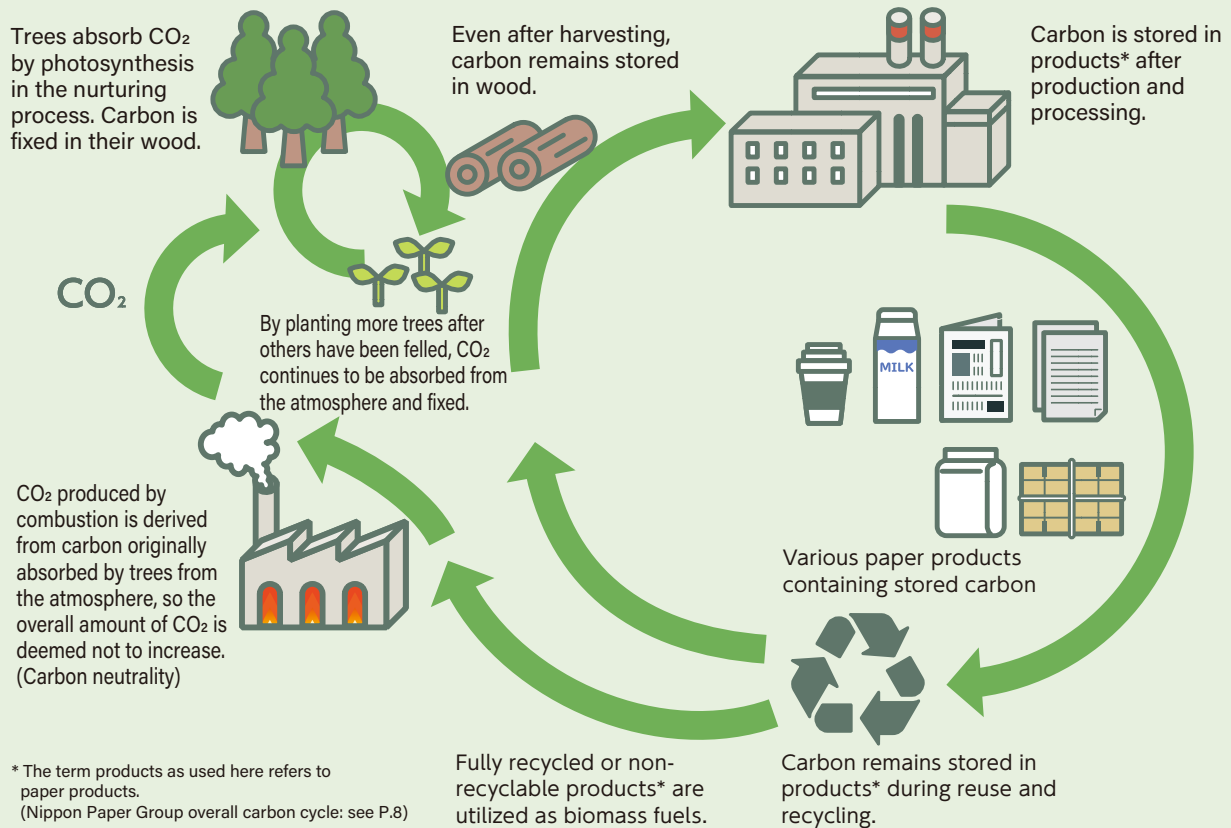 Trees absorb CO₂
by photosynthesis
in the nurturing
process. Carbon is
fixed in their wood.
Even after harvesting,
carbon remains stored
in wood.
Carbon is stored in
products* after
production and
processing.
CO₂
By planting more trees after
others have been felled, CO₂
continues to be absorbed from
the atmosphere and fixed.
MILK
CO₂ produced by
combustion is derived
from carbon originally
absorbed by trees from
the atmosphere, so the
overall amount of CO₂ is
deemed not to increase.
(Carbon neutrality)
Various paper products
containing stored carbon
Fully recycled or non-
recyclable products* are
utilized as biomass fuels.
Carbon remains stored in
products* during reuse and
recycling.
* The term products as used here refers to
paper products.
(Nippon Paper Group overall carbon cycle: see P.8)